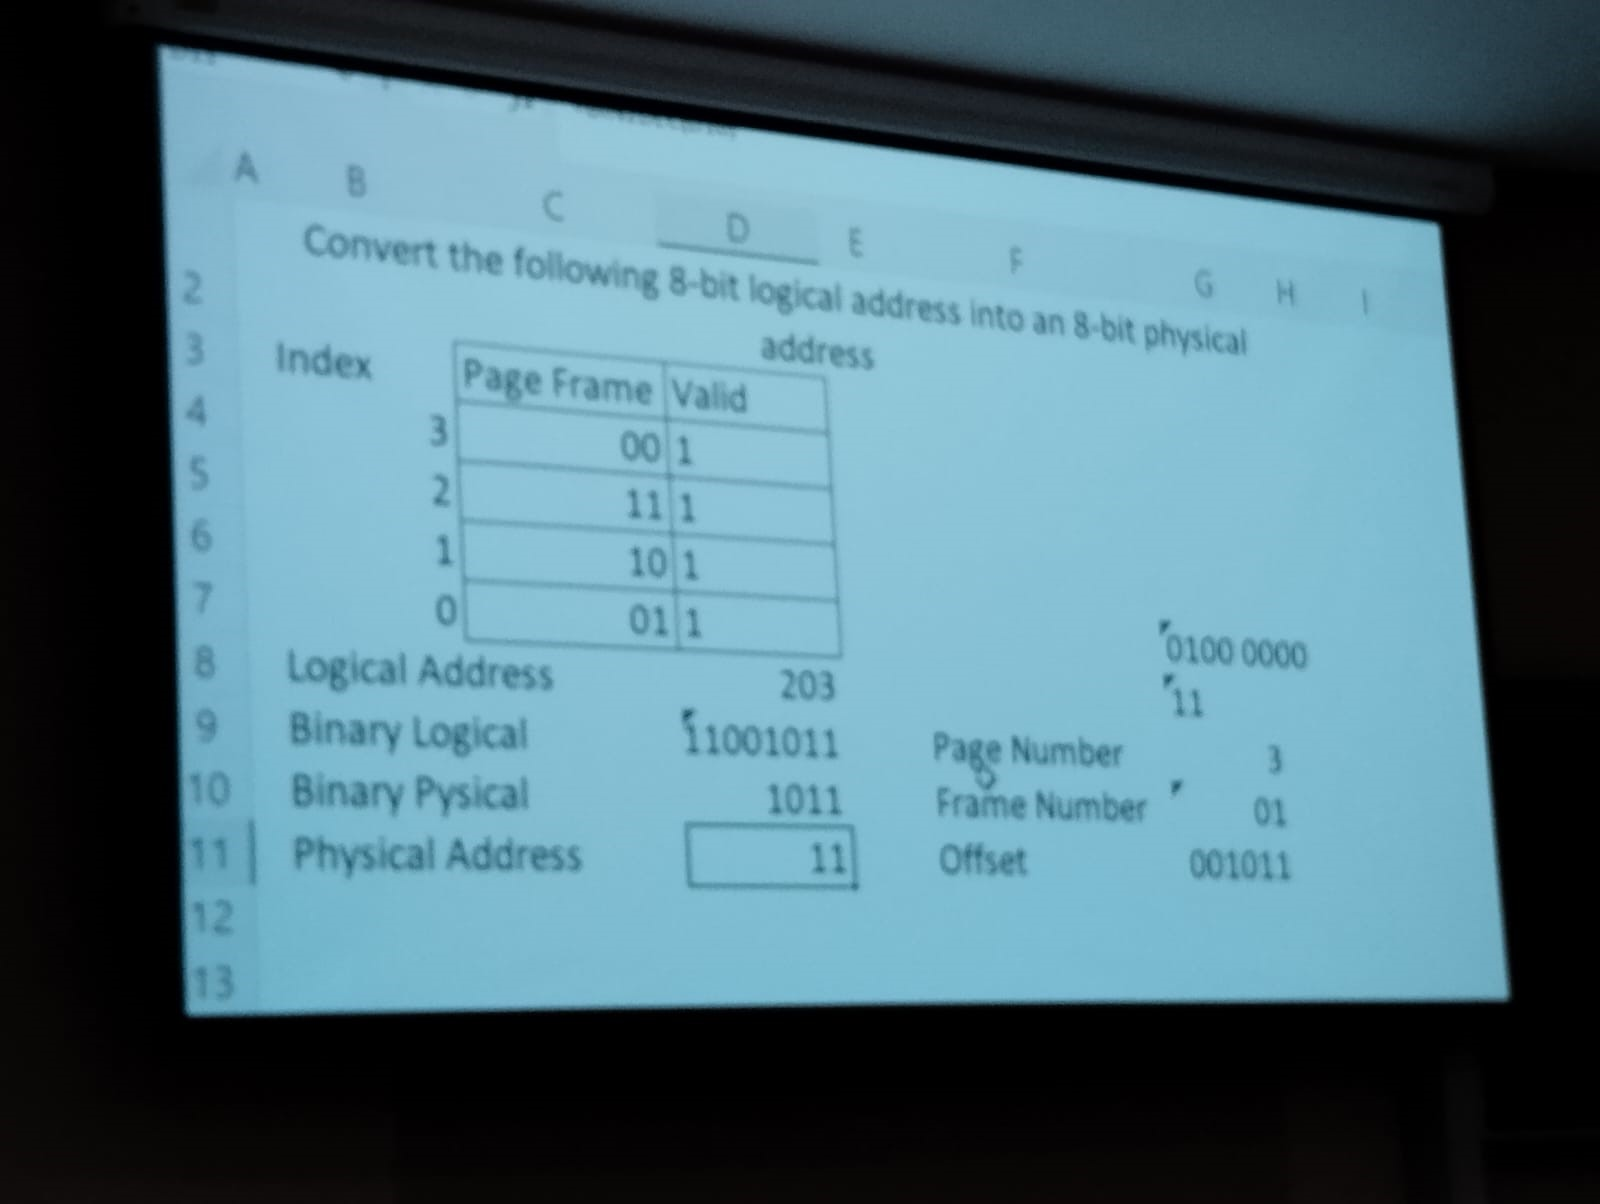 A B C D E F G H I
Convert the following 8-bit logical address into an 8-bit physical
2
address
3 Index Page Frame Valid
4 3 00 1
5 2 11 1
6 1 10 1
7 0 01 1 0100 0000
8 Logical Address 203 11
9 Binary Logical 11001011 Page Number 3
10 Binary Pysical 1011 Frame Number 01
11 Physical Address 11 Offset 001011
12
13